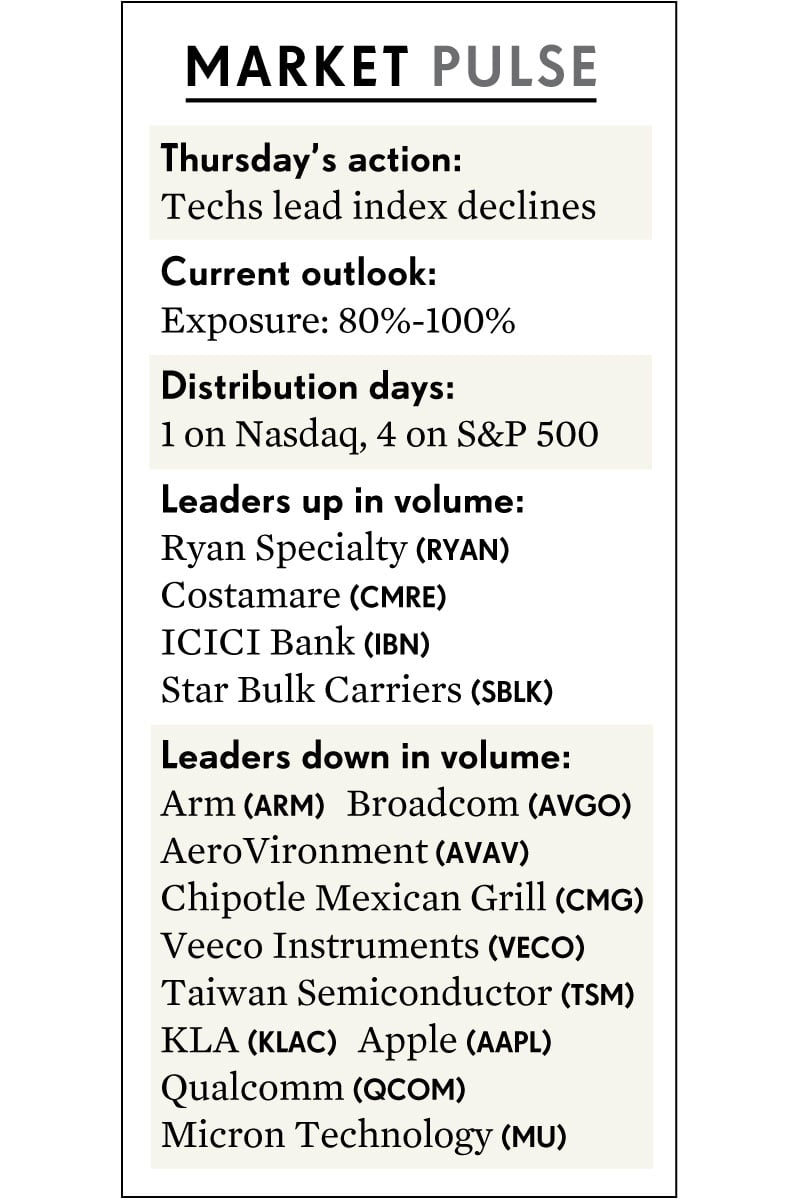 MARKET PULSE
Thursday's action:
Techs lead index declines
Current outlook:
Exposure: 80%-100%
Distribution days:
1 on Nasdaq, 4 on S&P 500
Leaders up in volume:
Ryan Specialty (RYAN)
Costamare (CMRE)
ICICI Bank (IBN)
Star Bulk Carriers (SBLK)
Leaders down in volume:
Arm (ARM) Broadcom (AVGO)
AeroVironment (AVAV)
Chipotle Mexican Grill (CMG)
Veeco Instruments (VECO)
Taiwan Semiconductor (TSM)
KLA (KLAC) Apple (AAPL)
Qualcomm (QCOM)
Micron Technology (MU)